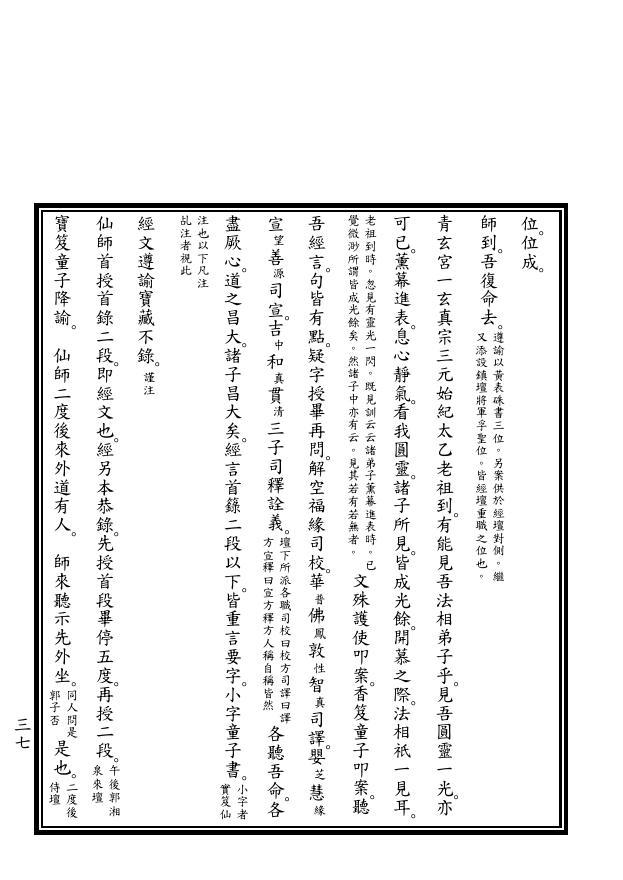 位。位成。
師到。吾復命去。遵諭以黃表硃書三位。另案供於經壇對側。繼又添設鎮壇將軍孚聖位。皆經壇重職之位也。
青玄宮一玄真宗三元始紀太乙老祖到。有能見吾法相弟子乎。見吾圓靈一光。亦
可已。薰幕進表。息心靜氣。看我圓靈。諸子所見。皆成光餘。開慕之際。法相祇一見耳。
老祖到時。忽見有靈光一閃。既見訓云云諸弟子薰幕進表時。已覺微渺所謂皆成光餘矣。然諸子中亦有云。見其若有若無者。文殊護使叩案。香笈童子叩案。聽
吾經言。句皆有點。疑字授畢再問。解空福緣司校。華普佛鳳敦性智真司譯。嬰芝慧緣
宣望善源司宣。吉中和真貫清三子司釋詮義。壇下所派各職司校曰校方司譯曰譯方宣釋曰宣方釋方人稱自稱皆然各聽吾命。各
盡厥心。道之昌大。諸子昌大矣。經言首錄二段以下。皆重言要字。小字童子書。小字者寶笈仙
注也以下凡注乩注者視此
經文遵諭寶藏不錄。謹注
仙師首授首錄二段。即經文也。經另本恭錄。先授首段畢停五度。再授二段。午後郭湘泉來壇
寶笈童子降諭。仙師二度後來外道有人。師來聽示先外坐。同人問是郭子否是也。二度後侍壇
三七